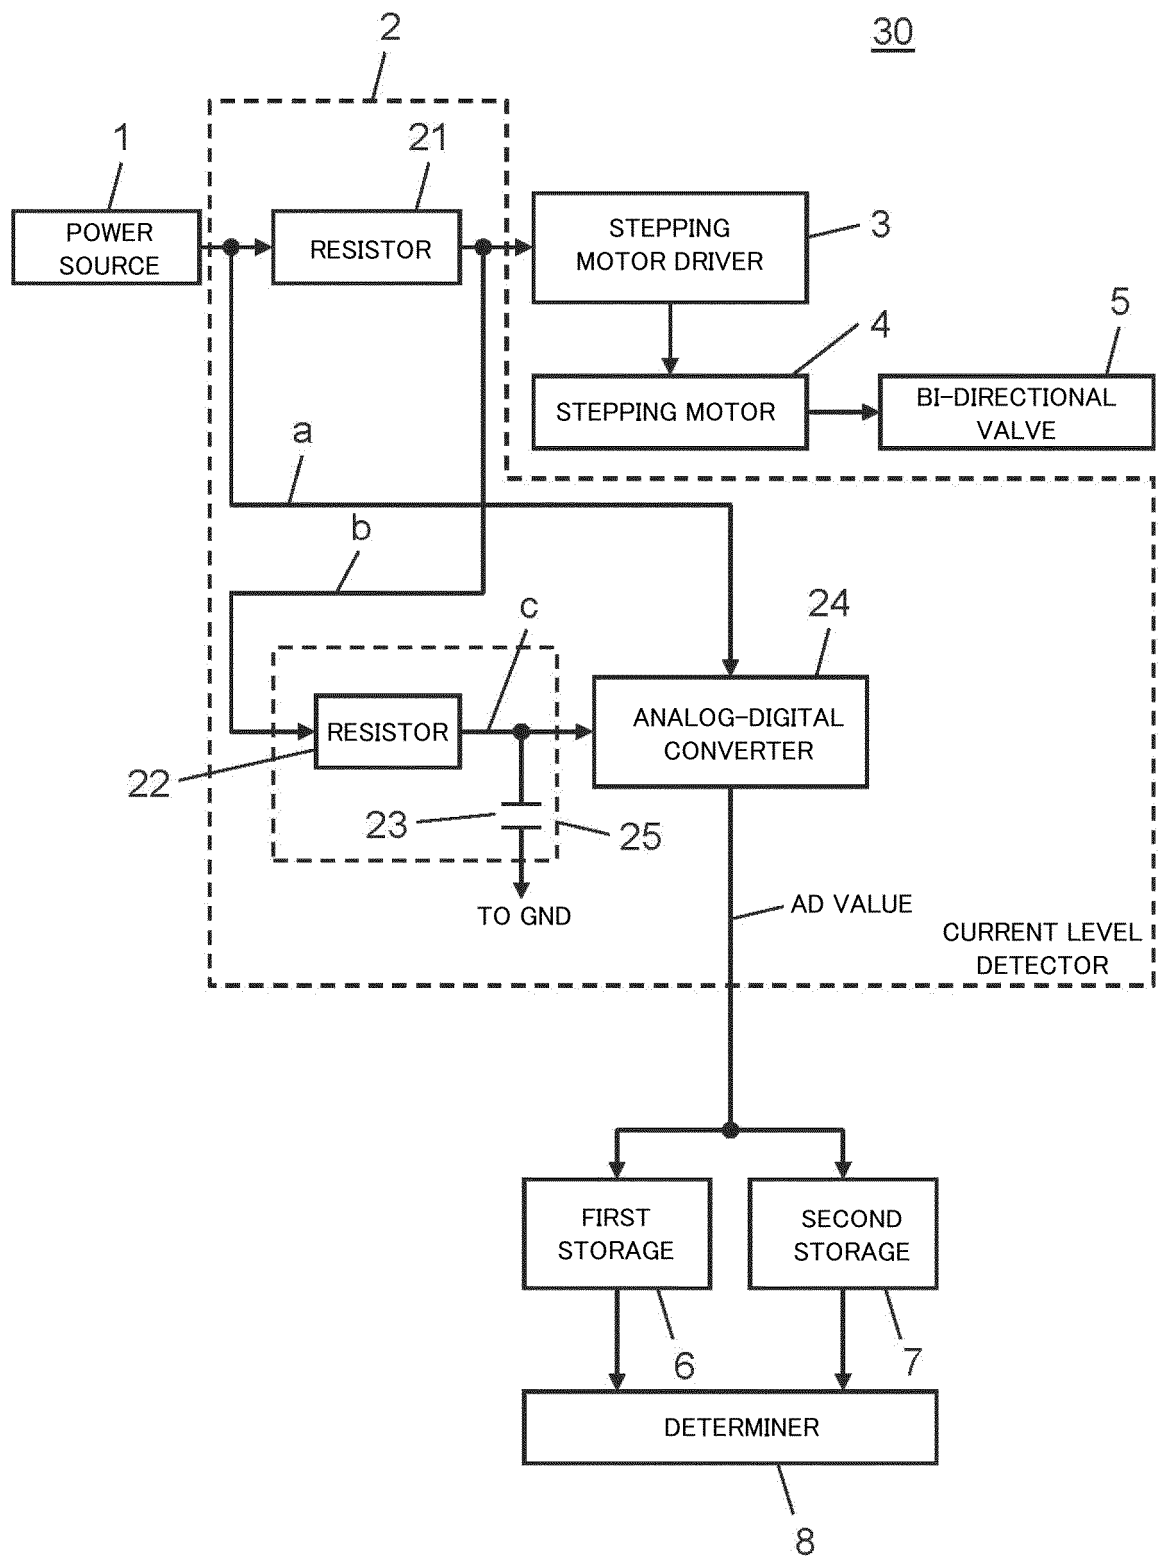 30
2
1
21
POWER
SOURCE
RESISTOR
STEPPING
MOTOR DRIVER
3
4
5
STEPPING MOTOR
BI-DIRECTIONAL
VALVE
a
b
c
24
RESISTOR
ANALOG-DIGITAL
CONVERTER
22
23
25
TO GND
AD VALUE
CURRENT LEVEL
DETECTOR
FIRST
STORAGE
SECOND
STORAGE
6
7
DETERMINER
8